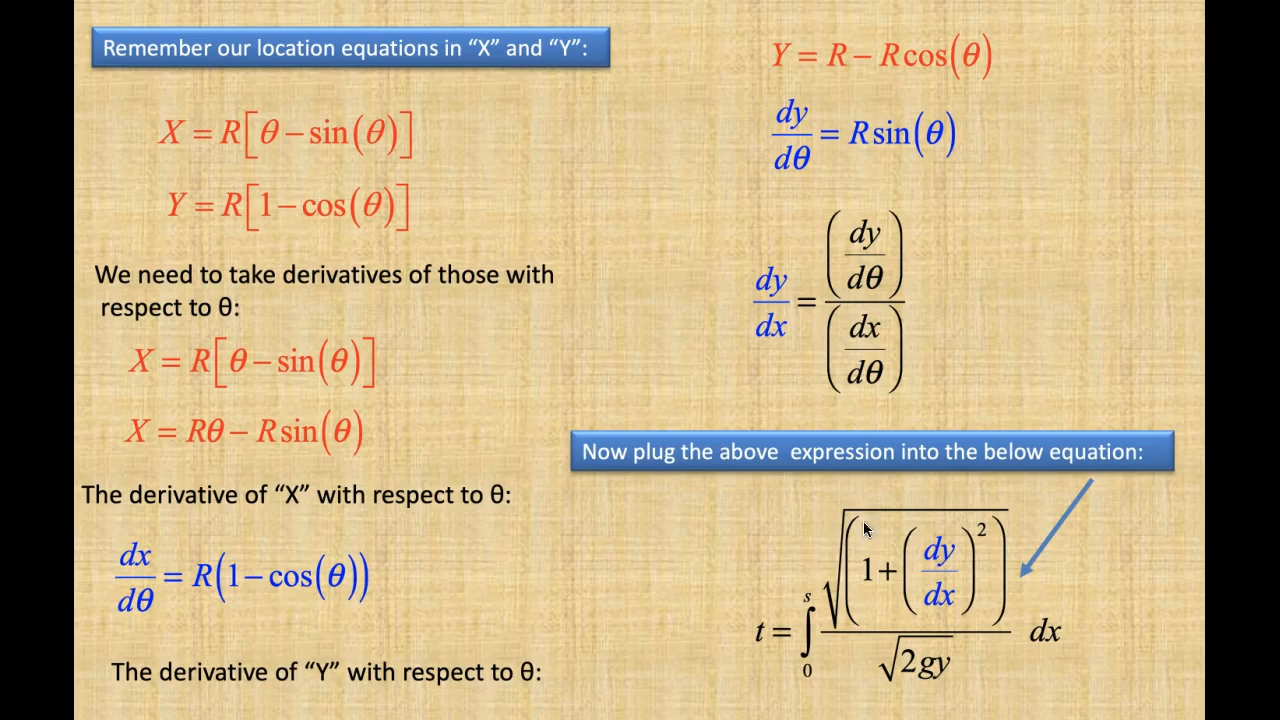 Remember our location equations in “X” and “Y”:
X = R[θ − sin(θ)]
Y = R[1 − cos(θ)]
We need to take derivatives of those with
respect to θ:
X = R[θ − sin(θ)]
X = Rθ − R sin(θ)
The derivative of “X” with respect to θ:
dx/dθ = R(1 − cos(θ))
The derivative of “Y” with respect to θ:
Y = R − R cos(θ)
dy/dθ = R sin(θ)
dy/dx = (dy/dθ)/(dx/dθ)
Now plug the above expression into the below equation:
t = ∫₀ˢ √(1 + (dy/dx)²) / √(2gy) dx